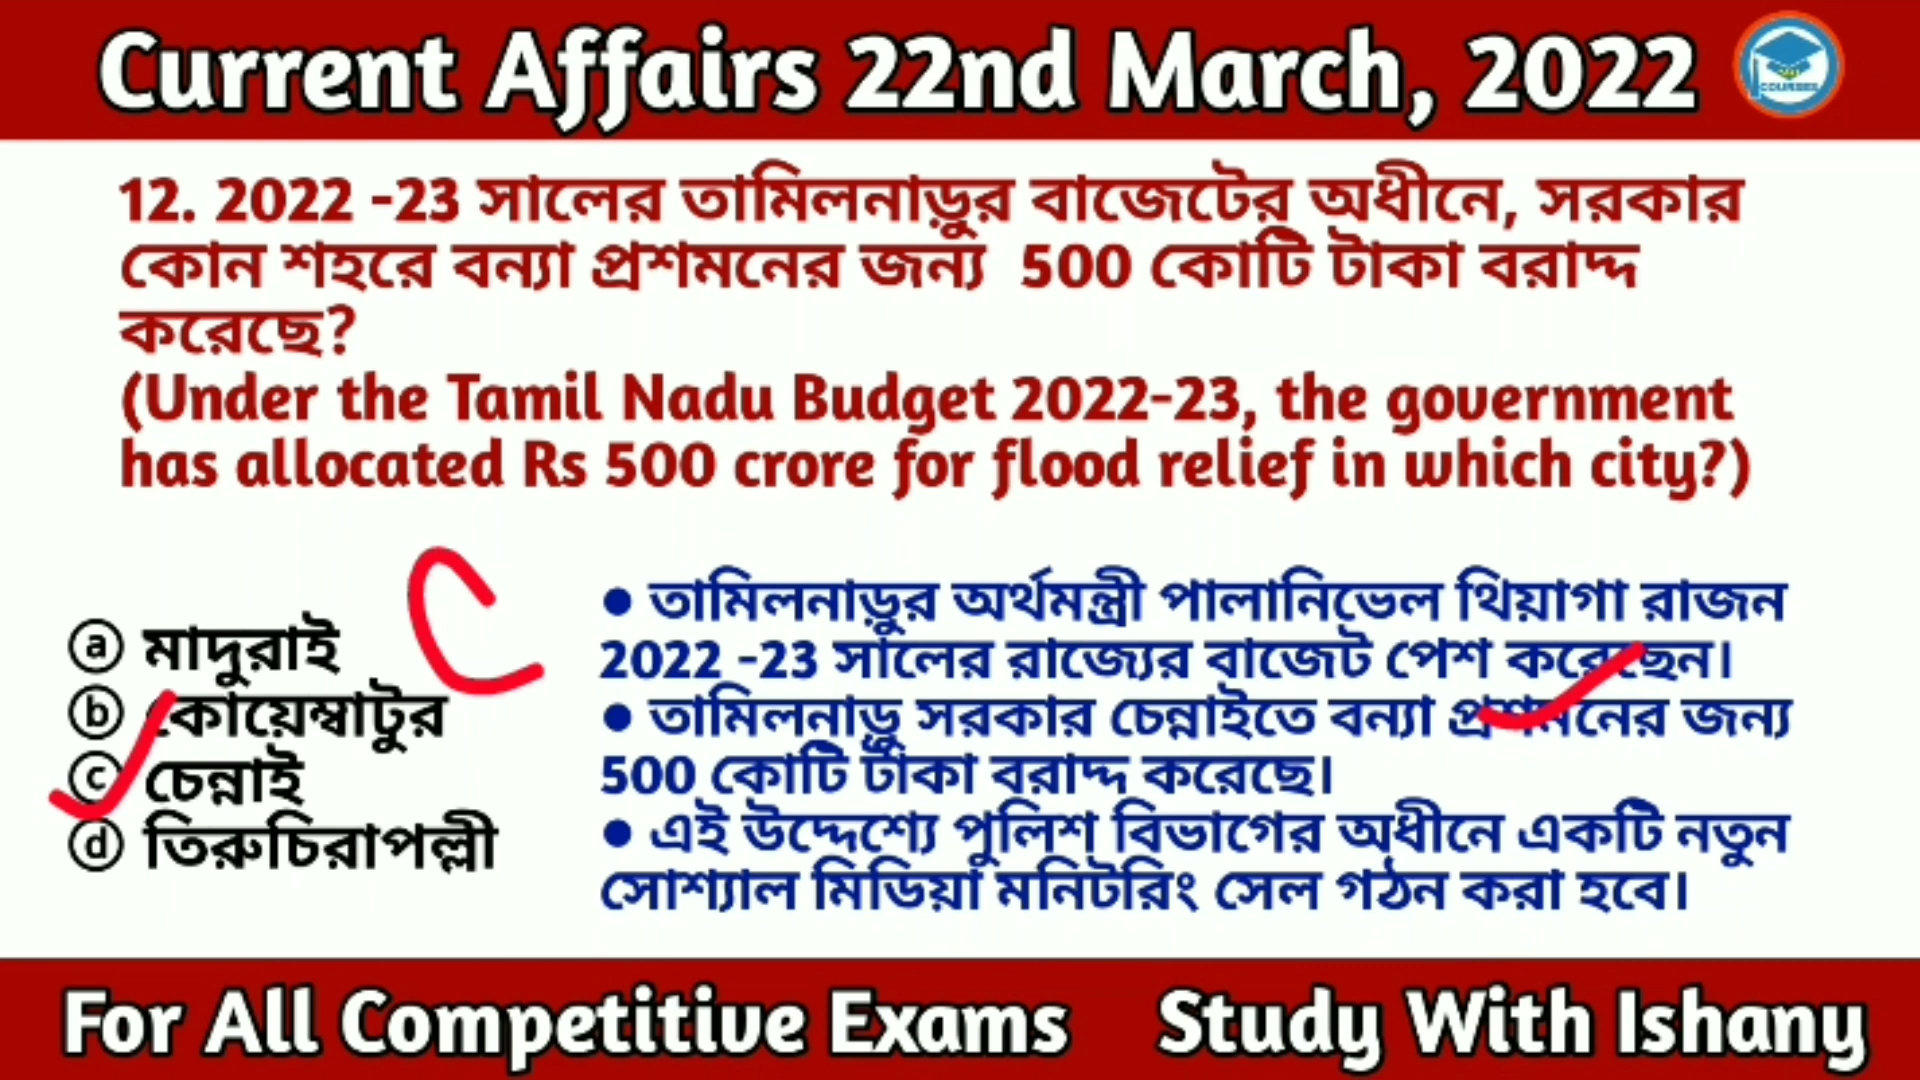 Current Affairs 22nd March, 2022
COURSES
12. 2022 -23 সালের তামিলনাড়ুর বাজেটের অধীনে, সরকার
কোন শহরে বন্যা প্রশমনের জন্য 500 কোটি টাকা বরাদ্দ
করেছে?
(Under the Tamil Nadu Budget 2022-23, the government
has allocated Rs 500 crore for flood relief in which city?)
C
ⓐ মাদুরাই
ⓑ কোয়েম্বাটুর
ⓒ চেন্নাই
ⓓ তিরুচিরাপল্লী
● তামিলনাড়ুর অর্থমন্ত্রী পালানিভেল থিয়াগা রাজন
2022 -23 সালের রাজ্যের বাজেট পেশ করেছেন।
● তামিলনাড়ু সরকার চেন্নাইতে বন্যা প্রশমনের জন্য
500 কোটি টাকা বরাদ্দ করেছে।
● এই উদ্দেশ্যে পুলিশ বিভাগের অধীনে একটি নতুন
সোশ্যাল মিডিয়া মনিটরিং সেল গঠন করা হবে।
For All Competitive Exams Study With Ishany